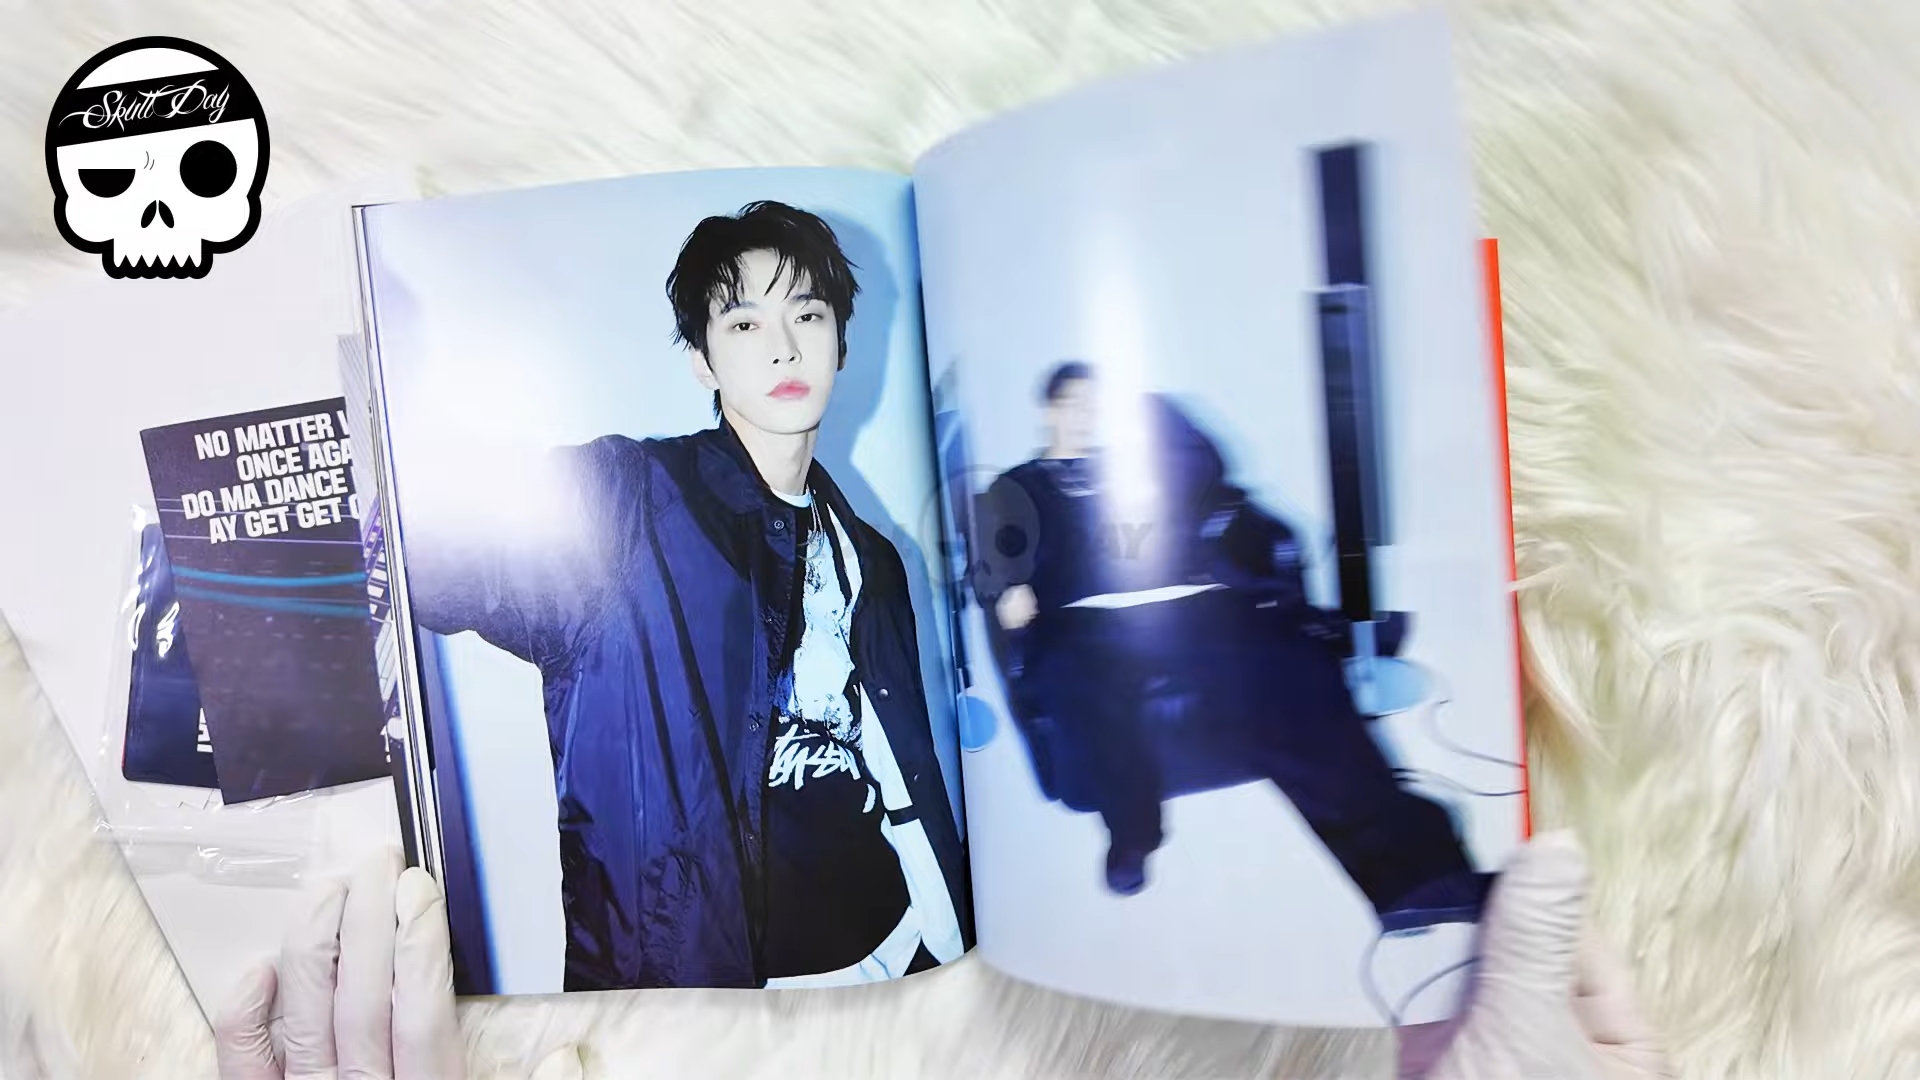 Skull Day
NO MATTER
ONCE AGA
DO MA DANCE
AY GET GET